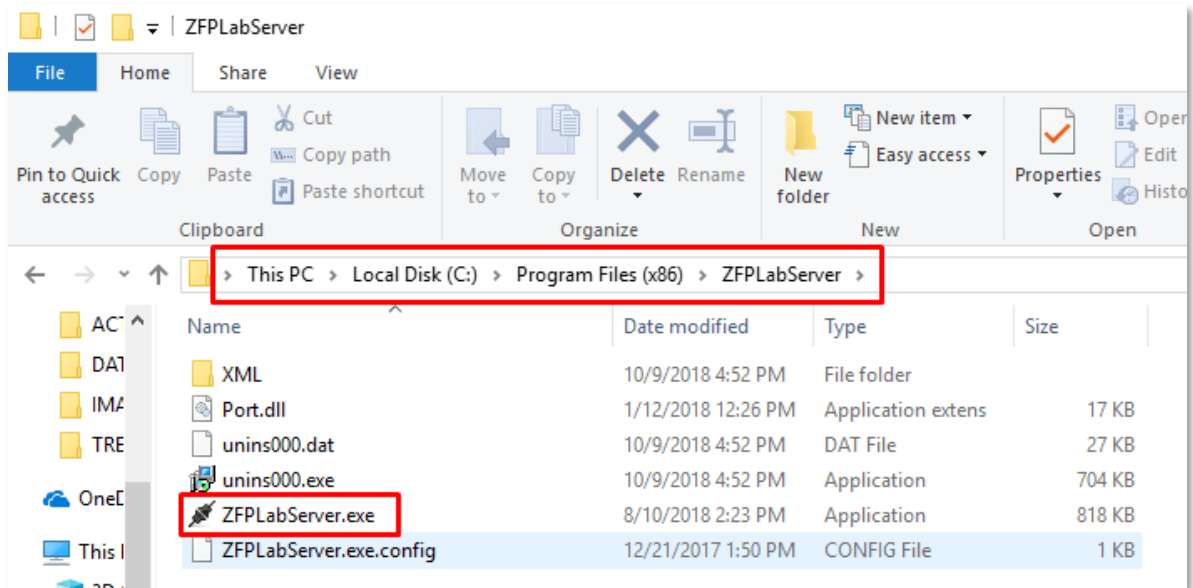 ZFPLabServer
File Home Share View
Cut
Copy path
Paste shortcut
Pin to Quick access
Copy
Paste
Move to
Copy to
Delete
Rename
New folder
New item
Easy access
Properties
Edit
Clipboard Organize New Open
This PC > Local Disk (C:) > Program Files (x86) > ZFPLabServer >
Name Date modified Type Size
XML 10/9/2018 4:52 PM File folder
Port.dll 1/12/2018 12:26 PM Application extens 17 KB
unins000.dat 10/9/2018 4:52 PM DAT File 27 KB
unins000.exe 10/9/2018 4:52 PM Application 704 KB
ZFPLabServer.exe 8/10/2018 2:23 PM Application 818 KB
ZFPLabServer.exe.config 12/21/2017 1:50 PM CONFIG File 1 KB